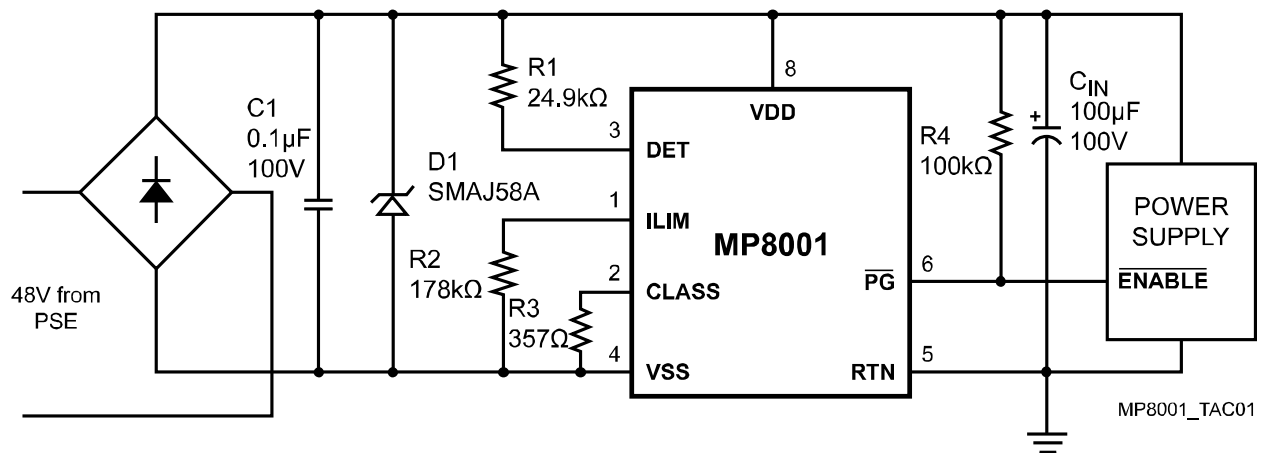 48V from
PSE
C1
0.1µF
100V
D1
SMAJ58A
R1
24.9kΩ
R2
178kΩ
R3
357Ω
3
1
2
4
8
VDD
DET
ILIM
CLASS
VSS
MP8001
PG
RTN
6
5
R4
100kΩ
+
CIN
100µF
100V
POWER
SUPPLY
ENABLE
MP8001_TAC01